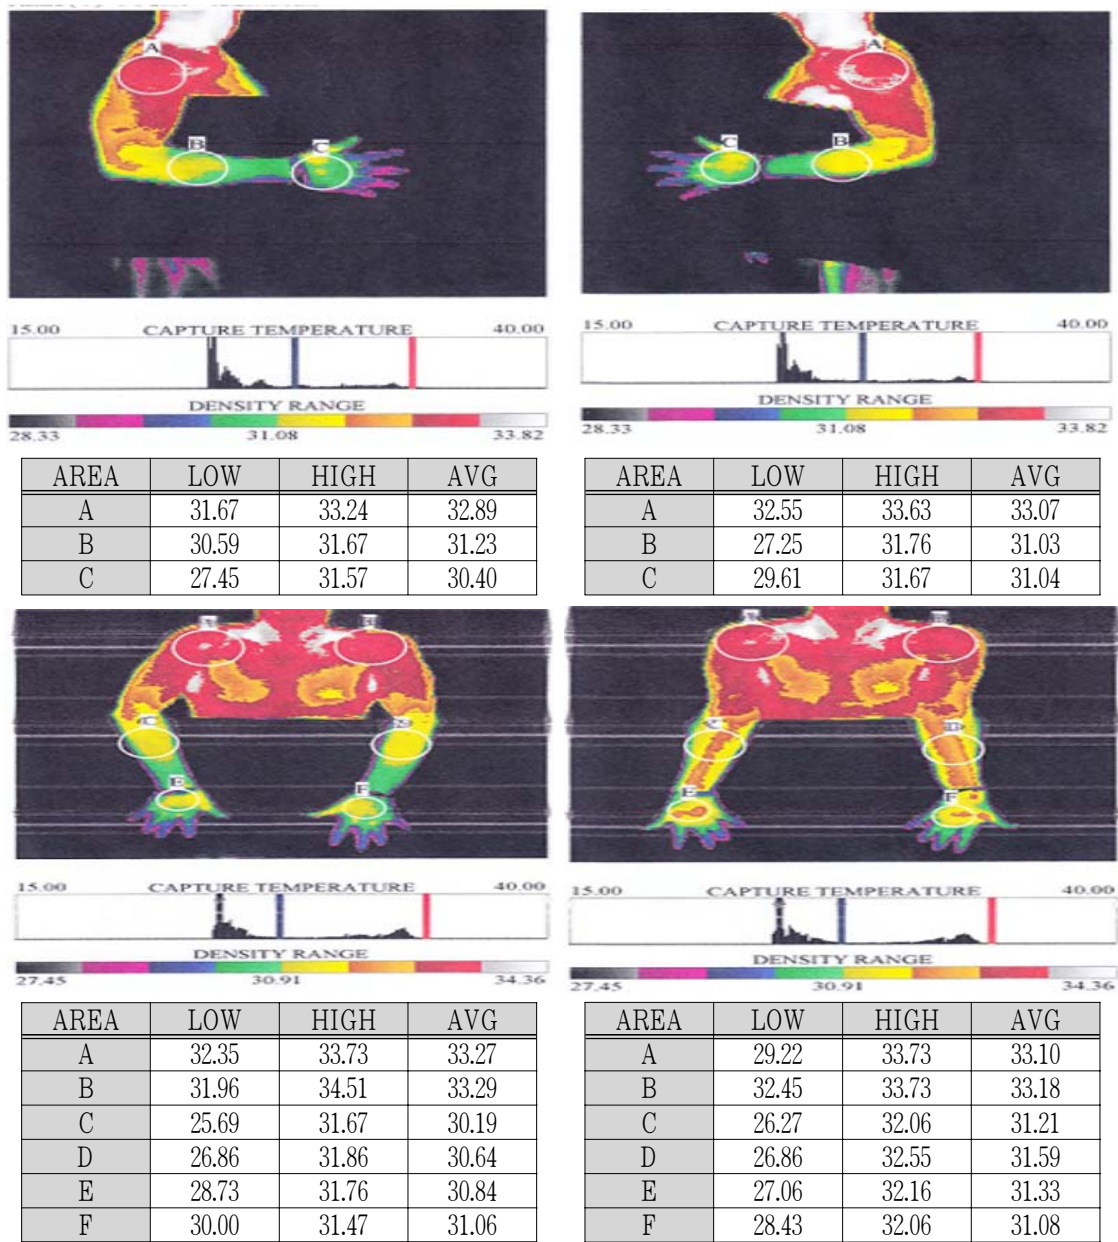 A
B
C
A
B
C
15.00 CAPTURE TEMPERATURE 40.00
DENSITY RANGE
28.33 31.08 33.82
15.00 CAPTURE TEMPERATURE 40.00
DENSITY RANGE
28.33 31.08 33.82
AREA LOW HIGH AVG
A 31.67 33.24 32.89
B 30.59 31.67 31.23
C 27.45 31.57 30.40
AREA LOW HIGH AVG
A 32.55 33.63 33.07
B 27.25 31.76 31.03
C 29.61 31.67 31.04
A
C
E F
D
E F
15.00 CAPTURE TEMPERATURE 40.00
DENSITY RANGE
27.45 30.91 34.36
15.00 CAPTURE TEMPERATURE 40.00
DENSITY RANGE
27.45 30.91 34.36
AREA LOW HIGH AVG
A 32.35 33.73 33.27
B 31.96 34.51 33.29
C 25.69 31.67 30.19
D 26.86 31.86 30.64
E 28.73 31.76 30.84
F 30.00 31.47 31.06
AREA LOW HIGH AVG
A 29.22 33.73 33.10
B 32.45 33.73 33.18
C 26.27 32.06 31.21
D 26.86 32.55 31.59
E 27.06 32.16 31.33
F 28.43 32.06 31.08